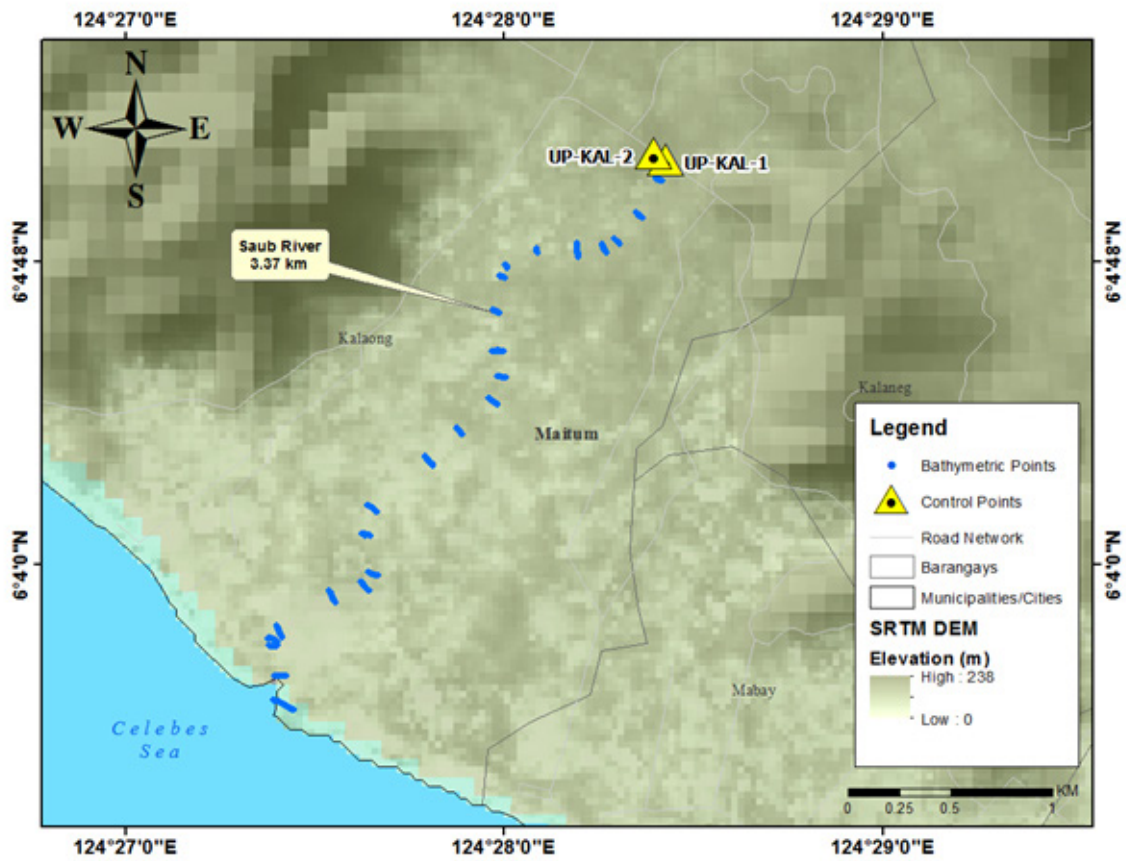 124°27'0"E
124°28'0"E
124°29'0"E
N
W
E
S
UP-KAL-2
UP-KAL-1
Saub River
3.37 km
6°4'48"N
6°4'48"N
Kalaong
Kalaneg
Maitum
Legend
Bathymetric Points
Control Points
Road Network
Barangays
Municipalities/Cities
SRTM DEM
Elevation (m)
High : 238
Low : 0
6°4'0"N
6°4'0"N
Mabay
Celebes
Sea
KM
0 0.25 0.5 1
124°27'0"E
124°28'0"E
124°29'0"E